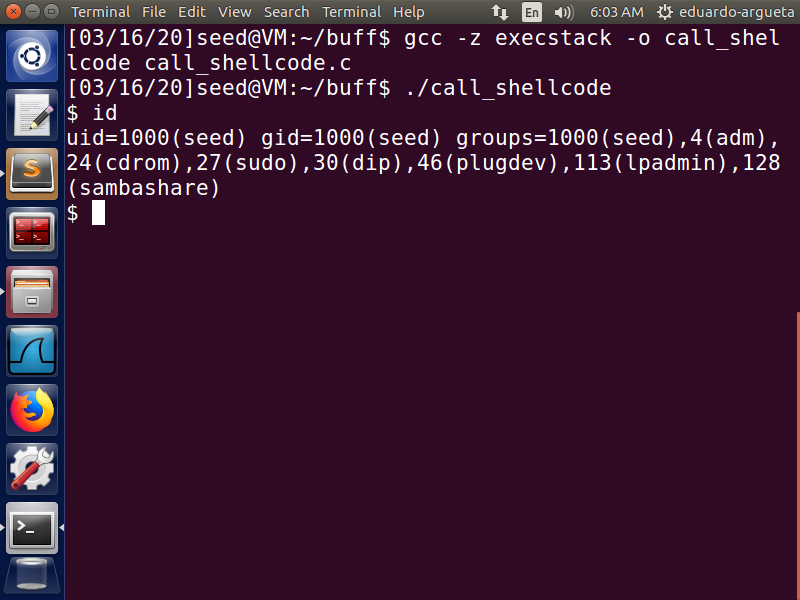 Terminal File Edit View Search Terminal Help En 6:03 AM eduardo-argueta
[03/16/20]seed@VM:~/buff$ gcc -z execstack -o call_shel
lcode call_shellcode.c
[03/16/20]seed@VM:~/buff$ ./call_shellcode
$ id
uid=1000(seed) gid=1000(seed) groups=1000(seed),4(adm),
24(cdrom),27(sudo),30(dip),46(plugdev),113(lpadmin),128
(sambashare)
$